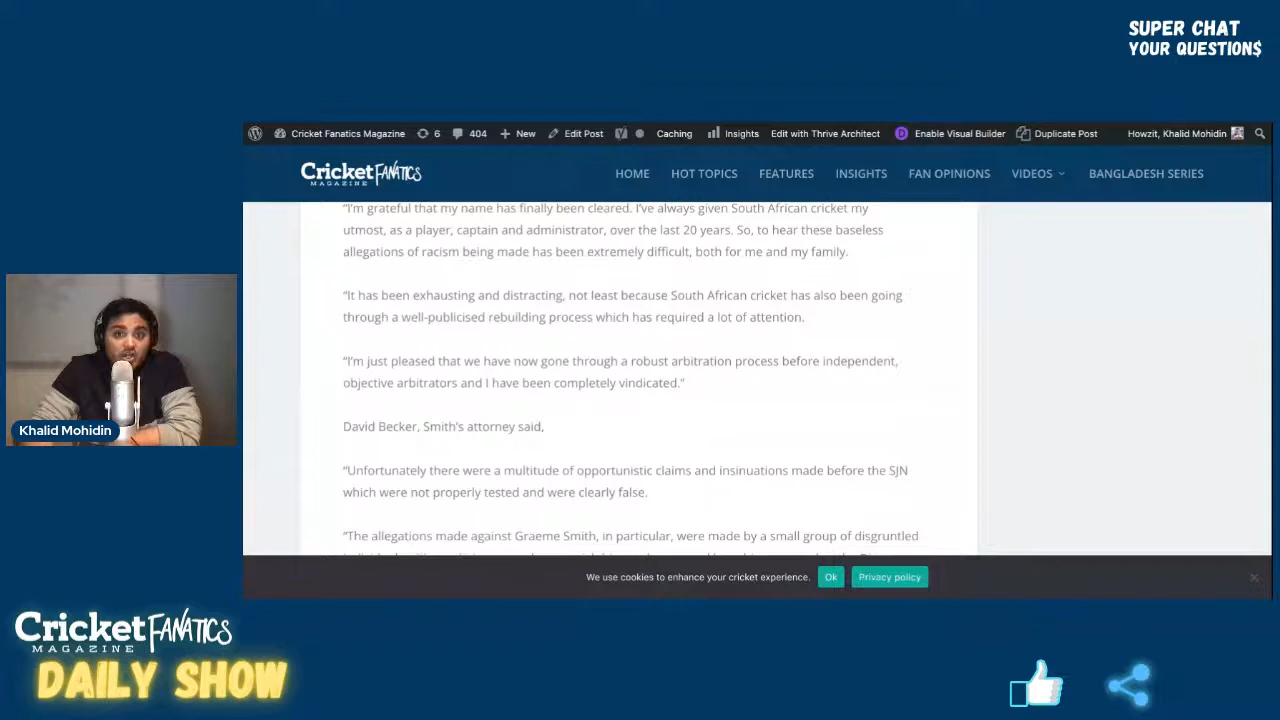 SUPER CHAT
YOUR QUESTION$
Cricket Fanatics Magazine 6 404 New Edit Post Caching Insights Edit with Thrive Architect D Enable Visual Builder Duplicate Post Howzit, Khalid Mohidin
Cricket FANATICS
MAGAZINE
HOME HOT TOPICS FEATURES INSIGHTS FAN OPINIONS VIDEOS BANGLADESH SERIES
“I’m grateful that my name has finally been cleared. I’ve always given South African cricket my
utmost, as a player, captain and administrator, over the last 20 years. So, to hear these baseless
allegations of racism being made has been extremely difficult, both for me and my family.
“It has been exhausting and distracting, not least because South African cricket has also been going
through a well-publicised rebuilding process which has required a lot of attention.
“I’m just pleased that we have now gone through a robust arbitration process before independent,
objective arbitrators and I have been completely vindicated.”
David Becker, Smith’s attorney said,
“Unfortunately there were a multitude of opportunistic claims and insinuations made before the SJN
which were not properly tested and were clearly false.
“The allegations made against Graeme Smith, in particular, were made by a small group of disgruntled
We use cookies to enhance your cricket experience. Ok Privacy policy
Khalid Mohidin
Cricket FANATICS
MAGAZINE
DAILY SHOW